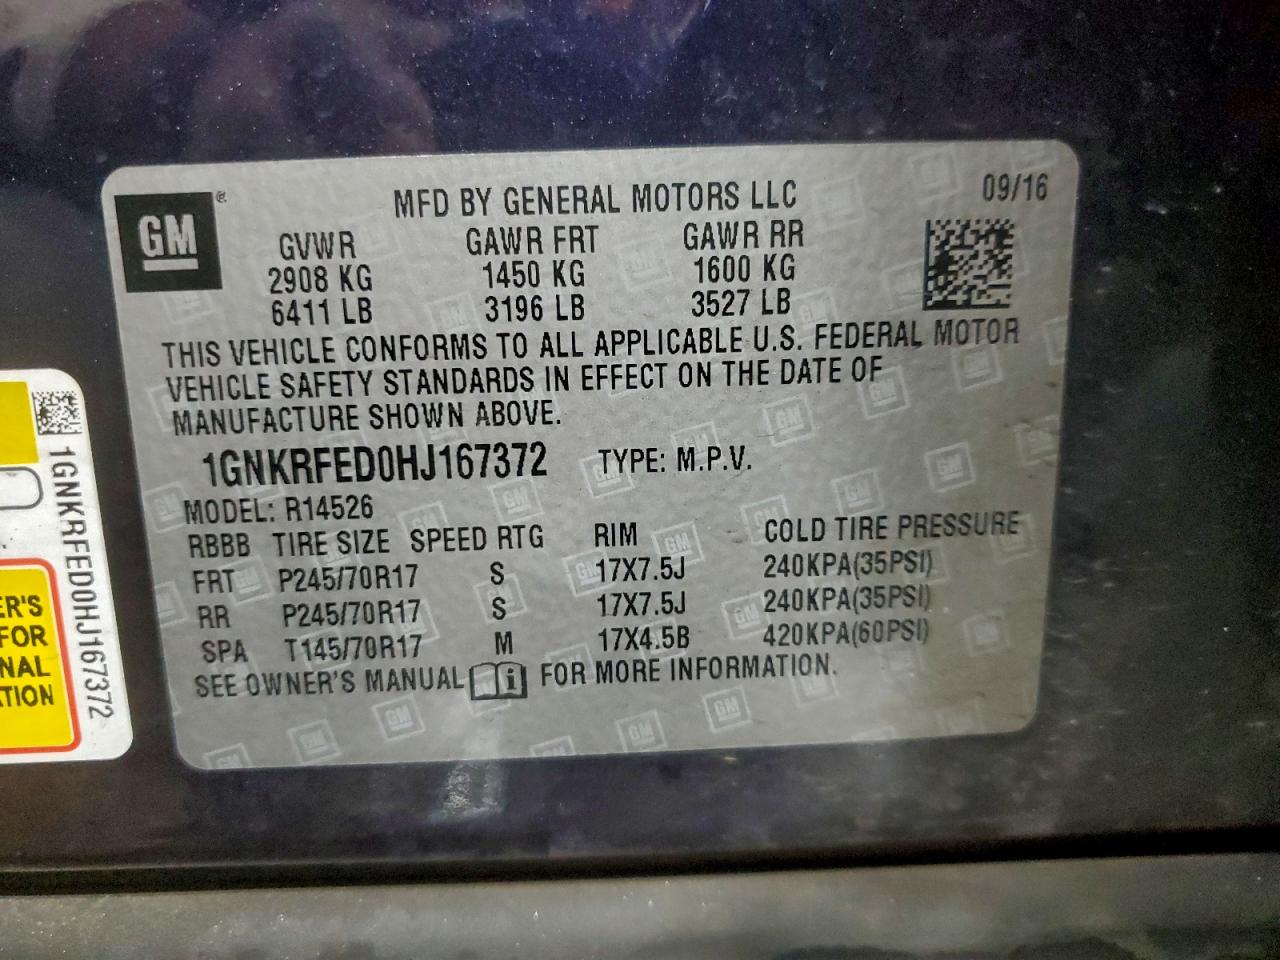 GM ®
MFD BY GENERAL MOTORS LLC 09/16
GVWR GAWR FRT GAWR RR
2908 KG 1450 KG 1600 KG
6411 LB 3196 LB 3527 LB
THIS VEHICLE CONFORMS TO ALL APPLICABLE U.S. FEDERAL MOTOR
VEHICLE SAFETY STANDARDS IN EFFECT ON THE DATE OF
MANUFACTURE SHOWN ABOVE.
1GNKRFED0HJ167372 TYPE: M.P.V.
MODEL: R14526
RBBB TIRE SIZE SPEED RTG RIM COLD TIRE PRESSURE
FRT P245/70R17 S 17X7.5J 240KPA(35PSI)
RR P245/70R17 S 17X7.5J 240KPA(35PSI)
SPA T145/70R17 M 17X4.5B 420KPA(60PSI)
SEE OWNER'S MANUAL i FOR MORE INFORMATION.
1GNKRFED0HJ167372
ER'S
FOR
NAL
ATION